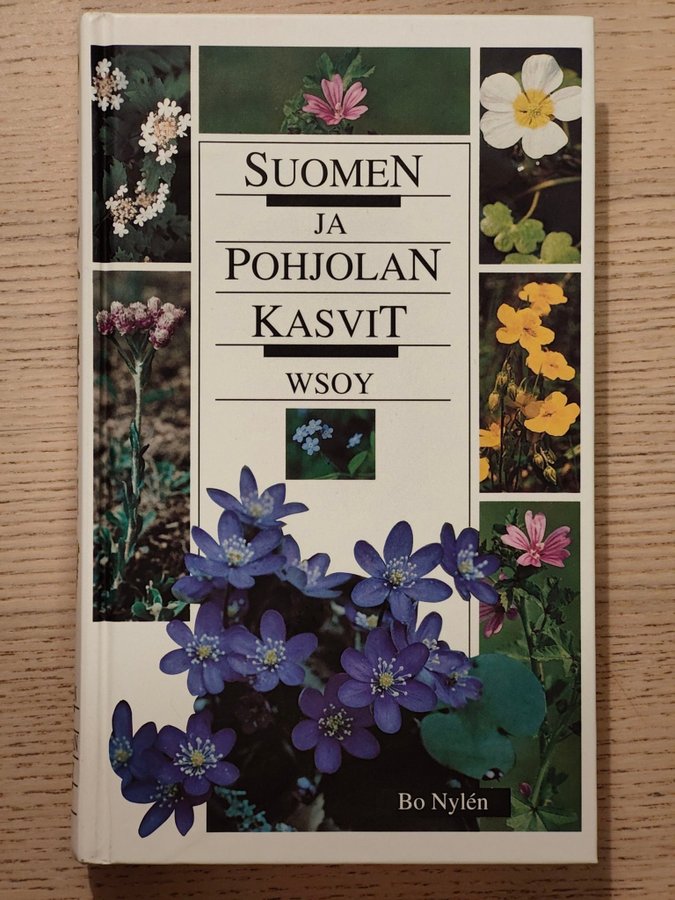 SUOMEN
JA
POHJOLAN
KASVIT
WSOY
Bo Nylén